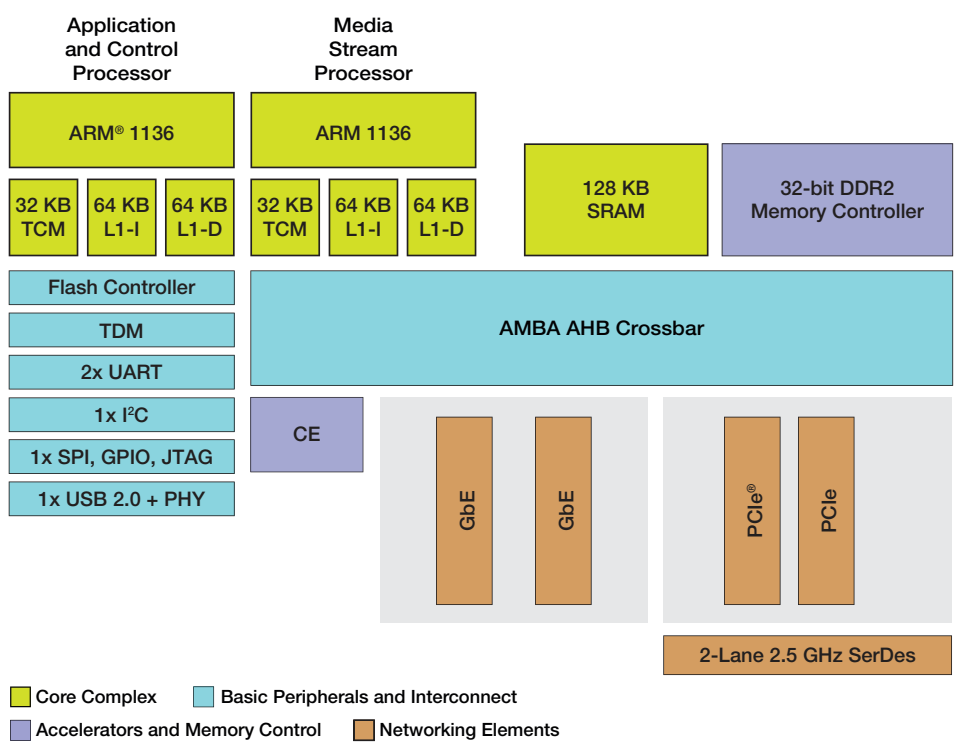 Application
and Control
Processor
Media
Stream
Processor
ARM® 1136
ARM 1136
32 KB
TCM
64 KB
L1-I
64 KB
L1-D
32 KB
TCM
64 KB
L1-I
64 KB
L1-D
128 KB
SRAM
32-bit DDR2
Memory Controller
Flash Controller
TDM
2x UART
1x I²C
1x SPI, GPIO, JTAG
1x USB 2.0 + PHY
AMBA AHB Crossbar
CE
GbE
GbE
PCIe®
PCIe
2-Lane 2.5 GHz SerDes
Core Complex
Basic Peripherals and Interconnect
Accelerators and Memory Control
Networking Elements